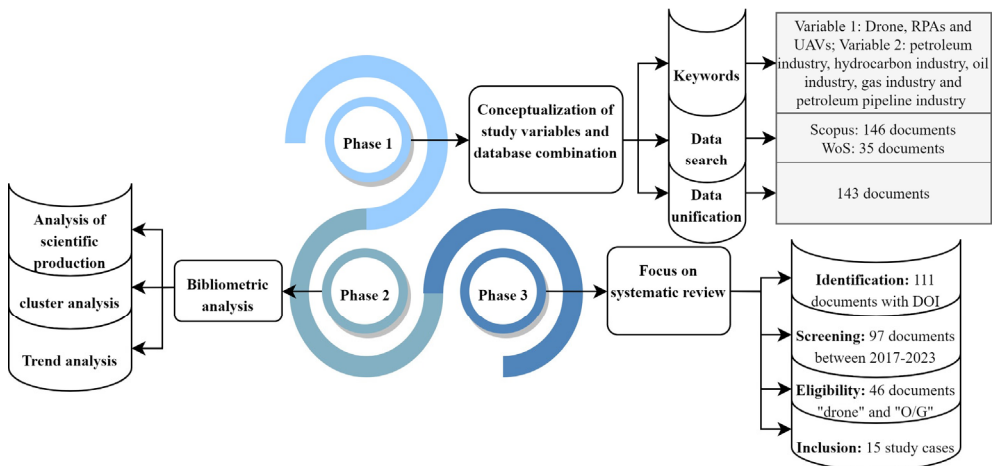 Phase 1
Conceptualization of
study variables and
database combination
Keywords
Variable 1: Drone, RPAs and
UAVs; Variable 2: petroleum
industry, hydrocarbon industry, oil
industry, gas industry and
petroleum pipeline industry
Data
search
Scopus: 146 documents
WoS: 35 documents
Data
unification
143 documents
Phase 2
Bibliometric
analysis
Analysis of
scientific
production
cluster analysis
Trend analysis
Phase 3
Focus on
systematic review
Identification: 111
documents with DOI
Screening: 97 documents
between 2017-2023
Eligibility: 46 documents
"drone" and "O/G"
Inclusion: 15 study cases